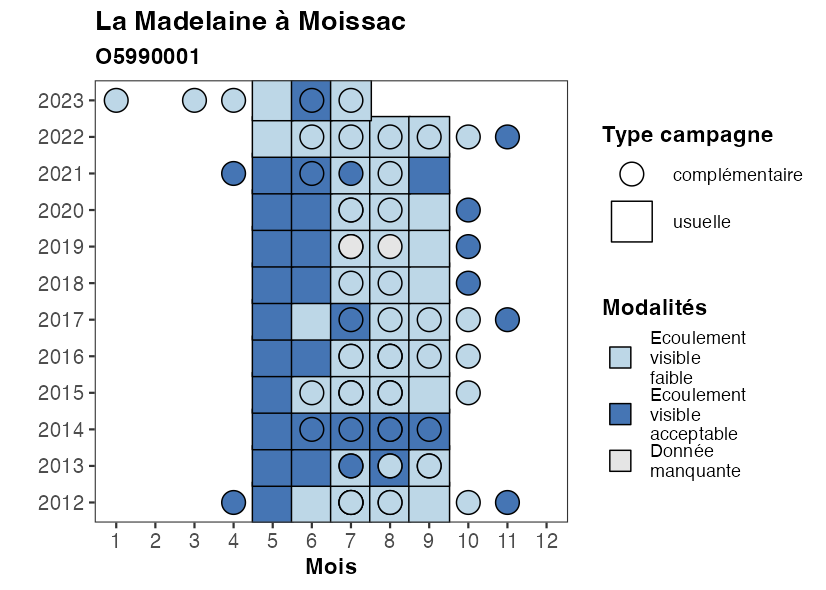 La Madelaine à Moissac
O5990001
2023
2022
2021
2020
2019
2018
2017
2016
2015
2014
2013
2012
1 2 3 4 5 6 7 8 9 10 11 12
Mois
Type campagne
complémentaire
usuelle
Modalités
Ecoulement
visible
faible
Ecoulement
visible
acceptable
Donnée
manquante